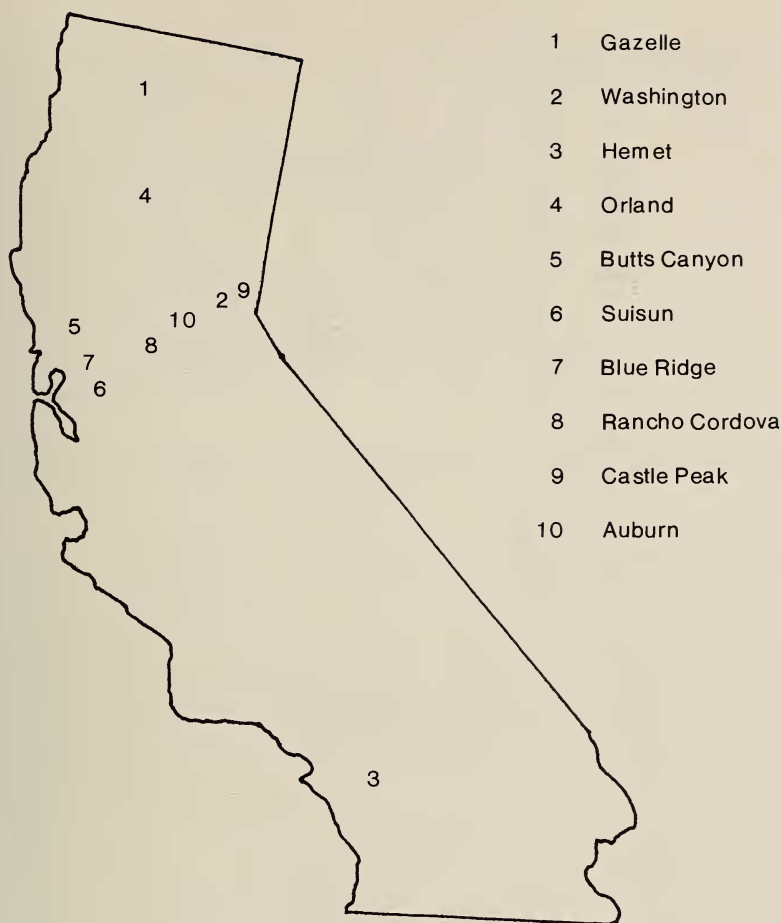 1 Gazelle
2 Washington
3 Hemet
4 Orland
5 Butts Canyon
6 Suisun
7 Blue Ridge
8 Rancho Cordova
9 Castle Peak
10 Auburn
1
4
9
2
10
5
8
7
6
3